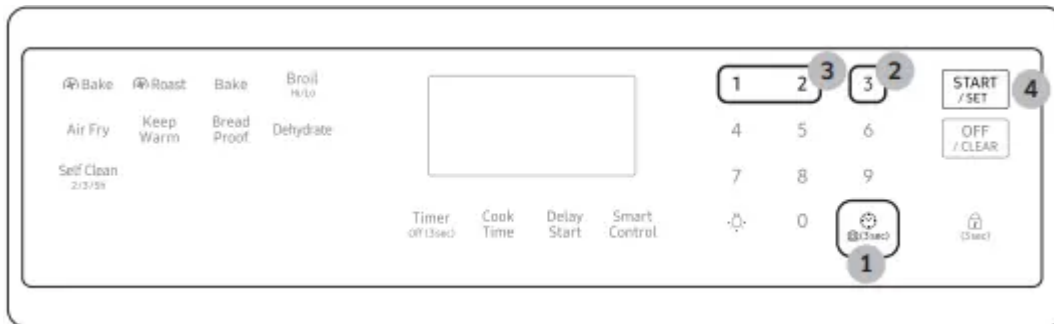 Bake Roast Bake Broil
Hi/Lo
Air Fry Keep Warm Bread Proof Dehydrate
Self Clean
2/3/5h
Timer
Off (3sec)
Cook Time
Delay Start
Smart Control
1 2 3 3 2
4 5 6
7 8 9
0 (3sec)
1
START
/ SET
4
OFF
/ CLEAR
(3sec)